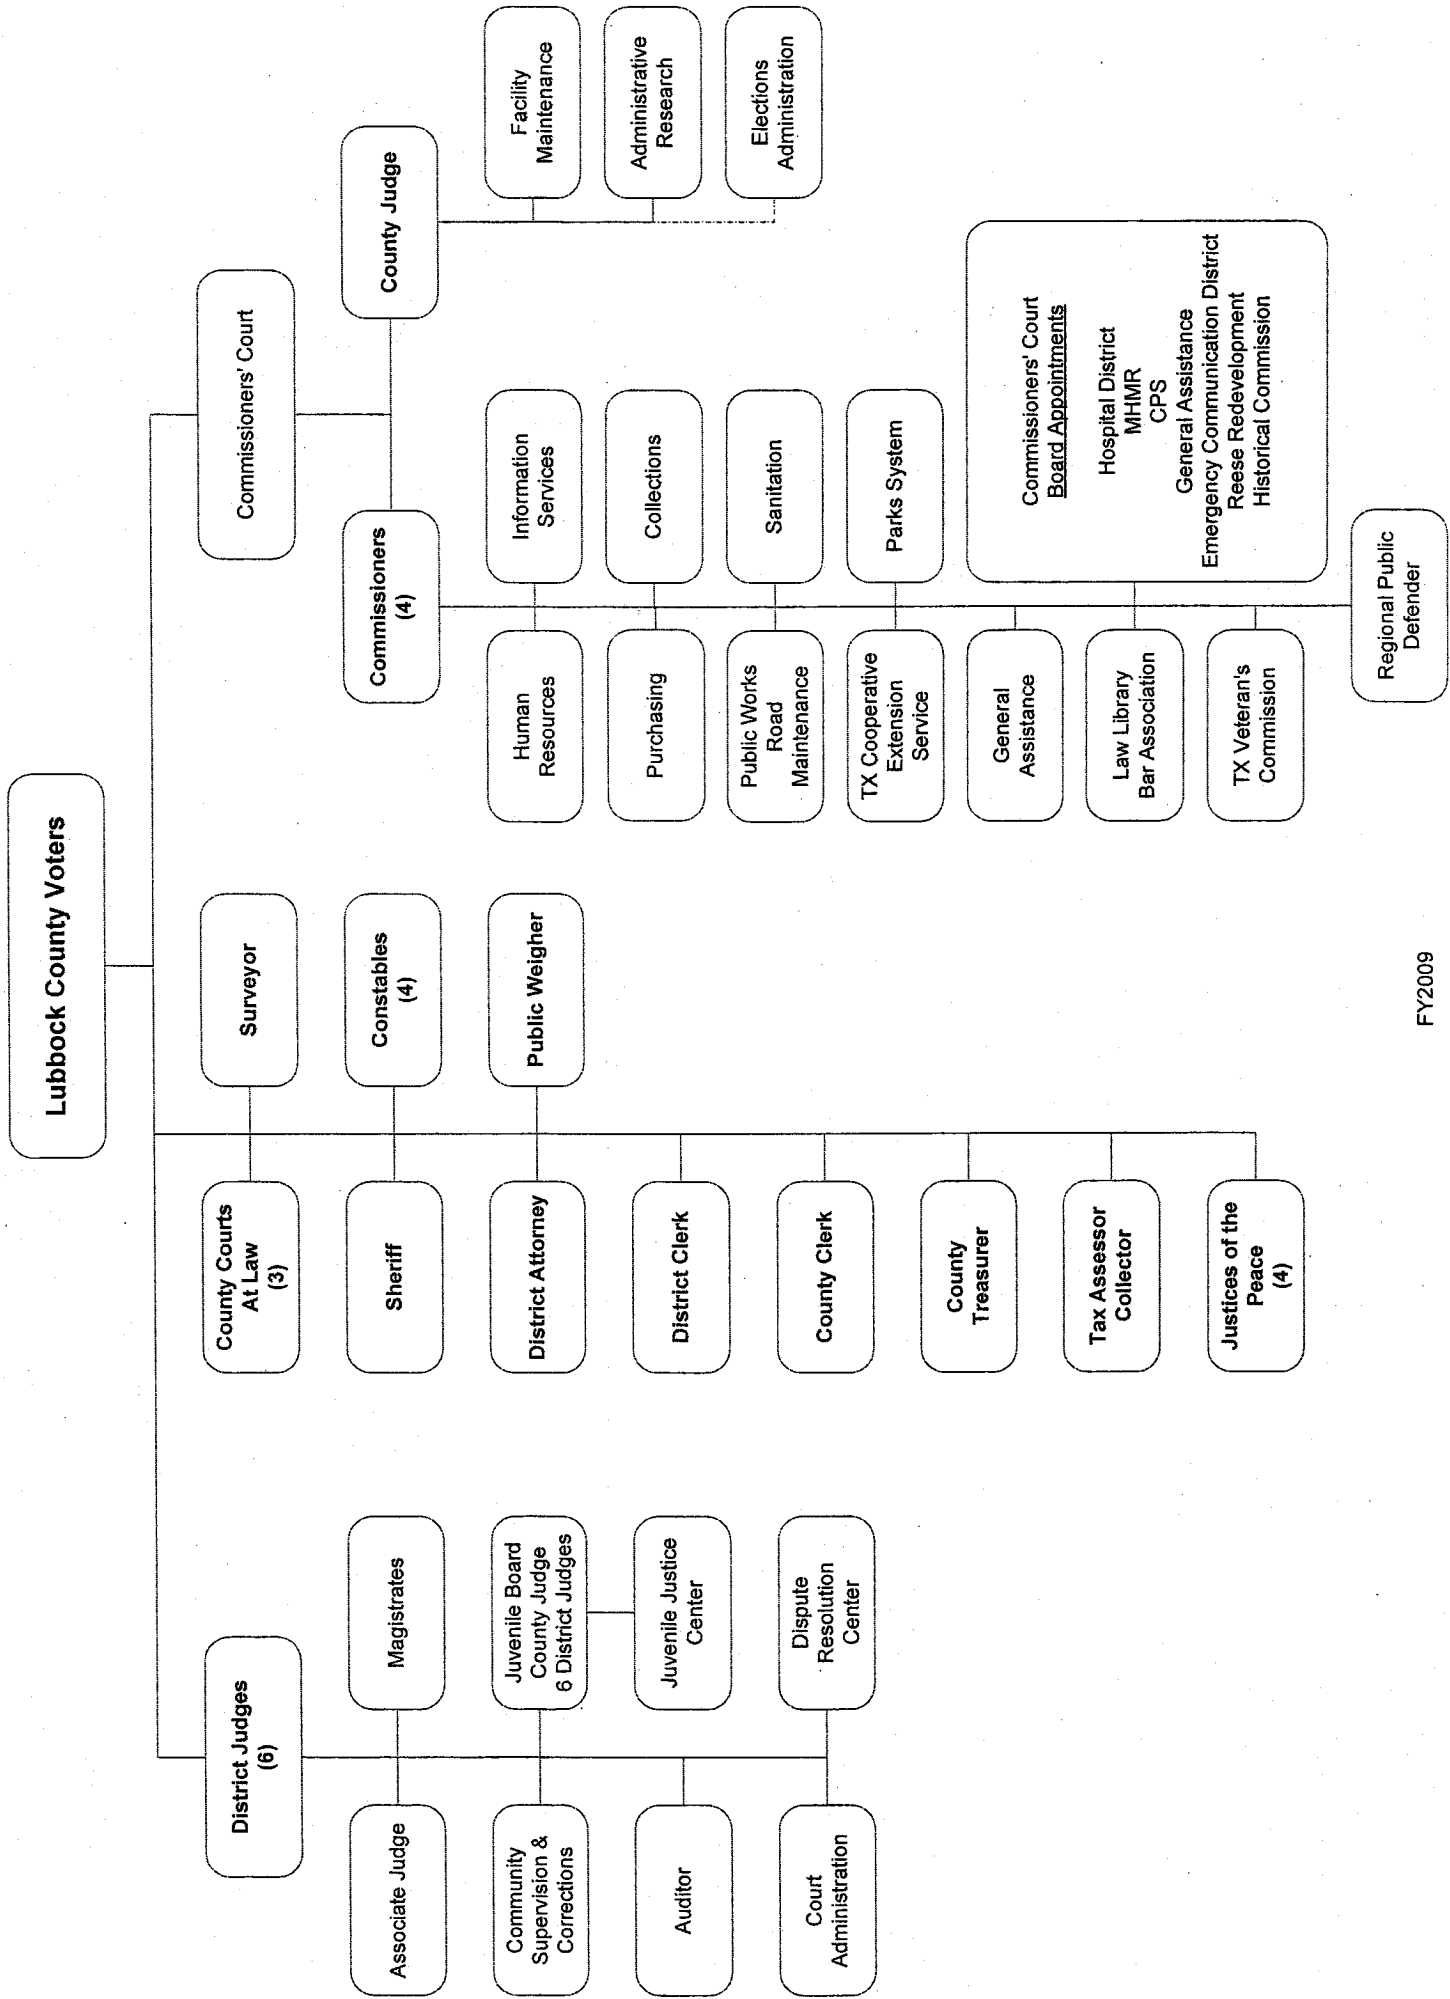 Lubbock County Voters
District Judges
(6)
Associate Judge
Magistrates
Community
Supervision &
Corrections
Juvenile Board
County Judge
6 District Judges
Auditor
Juvenile Justice
Center
Court
Administration
Dispute
Resolution
Center
County Courts
At Law
(3)
Surveyor
Sheriff
Constables
(4)
District Attorney
Public Weigher
District Clerk
County Clerk
County
Treasurer
Tax Assessor
Collector
Justices of the
Peace
(4)
Commissioners' Court
Commissioners
(4)
County Judge
Human
Resources
Information
Services
Purchasing
Collections
Public Works
Road
Maintenance
Sanitation
TX Cooperative
Extension
Service
Parks System
General
Assistance
Law Library
Bar Association
Commissioners' Court
Board Appointments
Hospital District
MHMR
CPS
General Assistance
Emergency Communication District
Reese Redevelopment
Historical Commission
TX Veteran's
Commission
Regional Public
Defender
Facility
Maintenance
Administrative
Research
Elections
Administration
FY2009